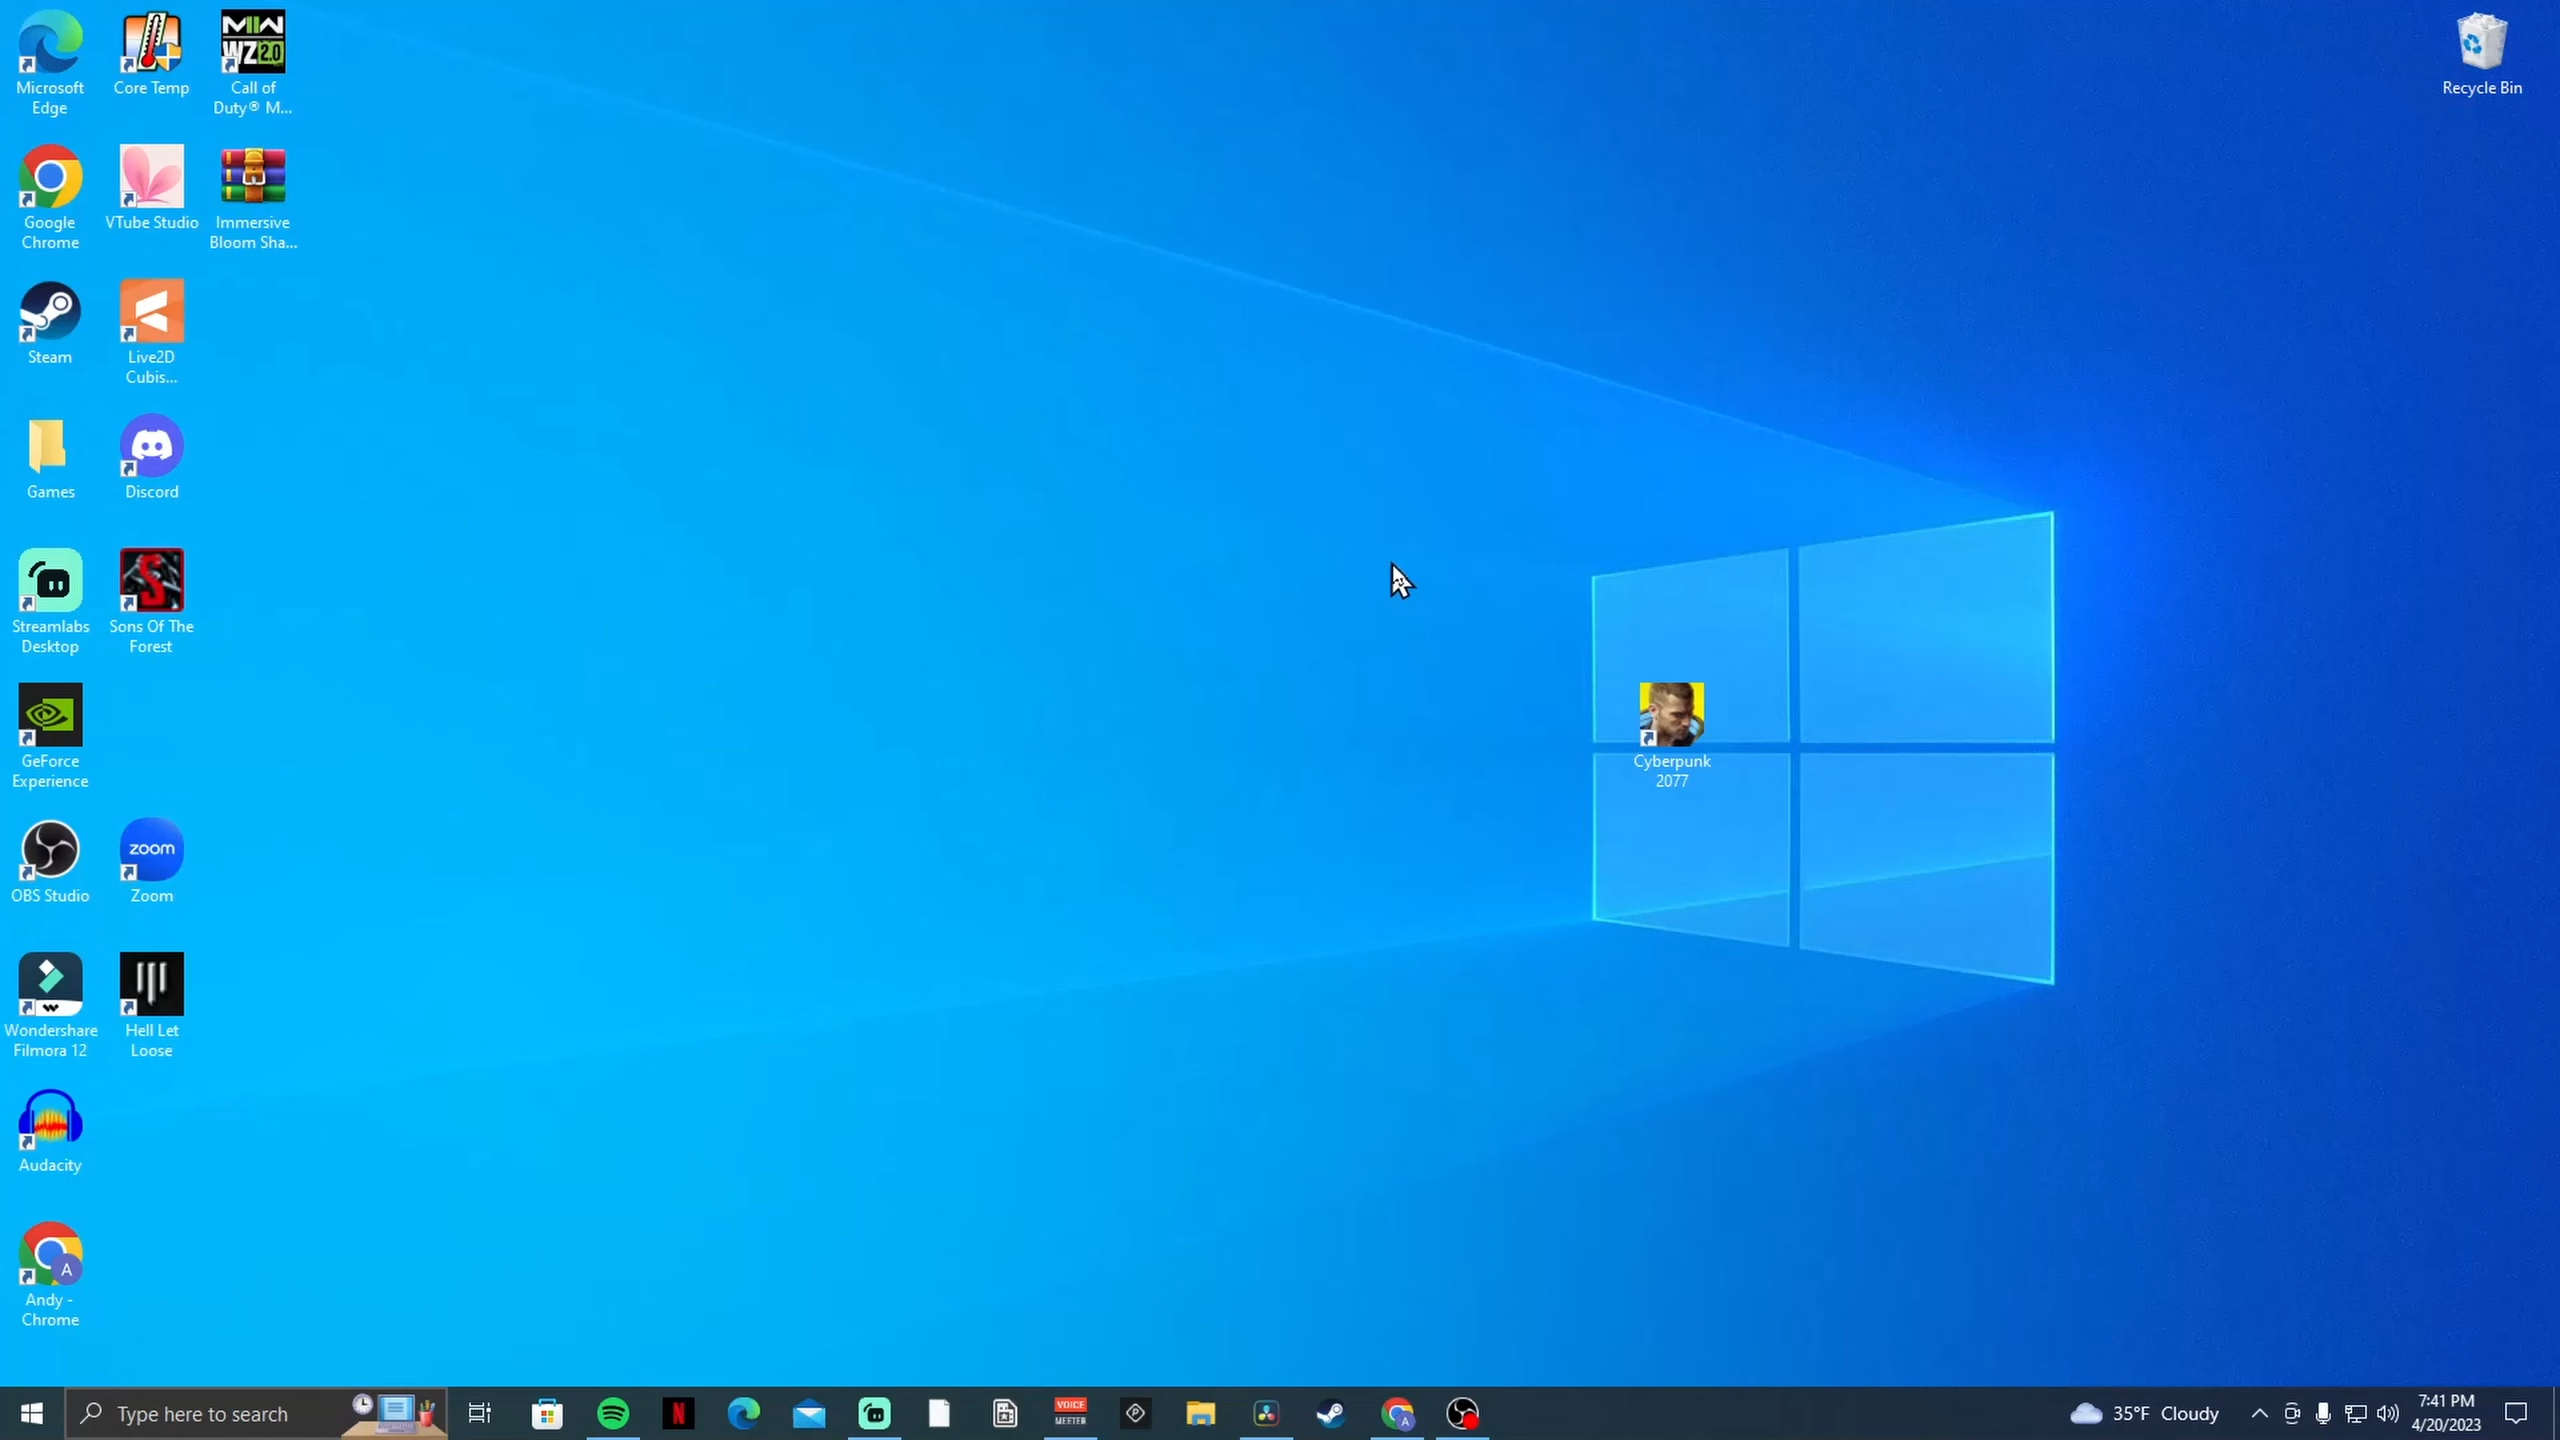 Microsoft
Edge
Core Temp
MW
WZ 2.0
Call of
Duty® M...
Recycle Bin
Google
Chrome
VTube Studio
Immersive
Bloom Sha...
Steam
Live2D
Cubis...
Games
Discord
Streamlabs
Desktop
S
Sons Of The
Forest
GeForce
Experience
Cyberpunk
2077
OBS Studio
zoom
Zoom
Wondershare
Filmora 12
Hell Let
Loose
Audacity
A
Andy -
Chrome
Type here to search
N
VOICE
MEETER
A
35°F Cloudy
7:41 PM
4/20/2023